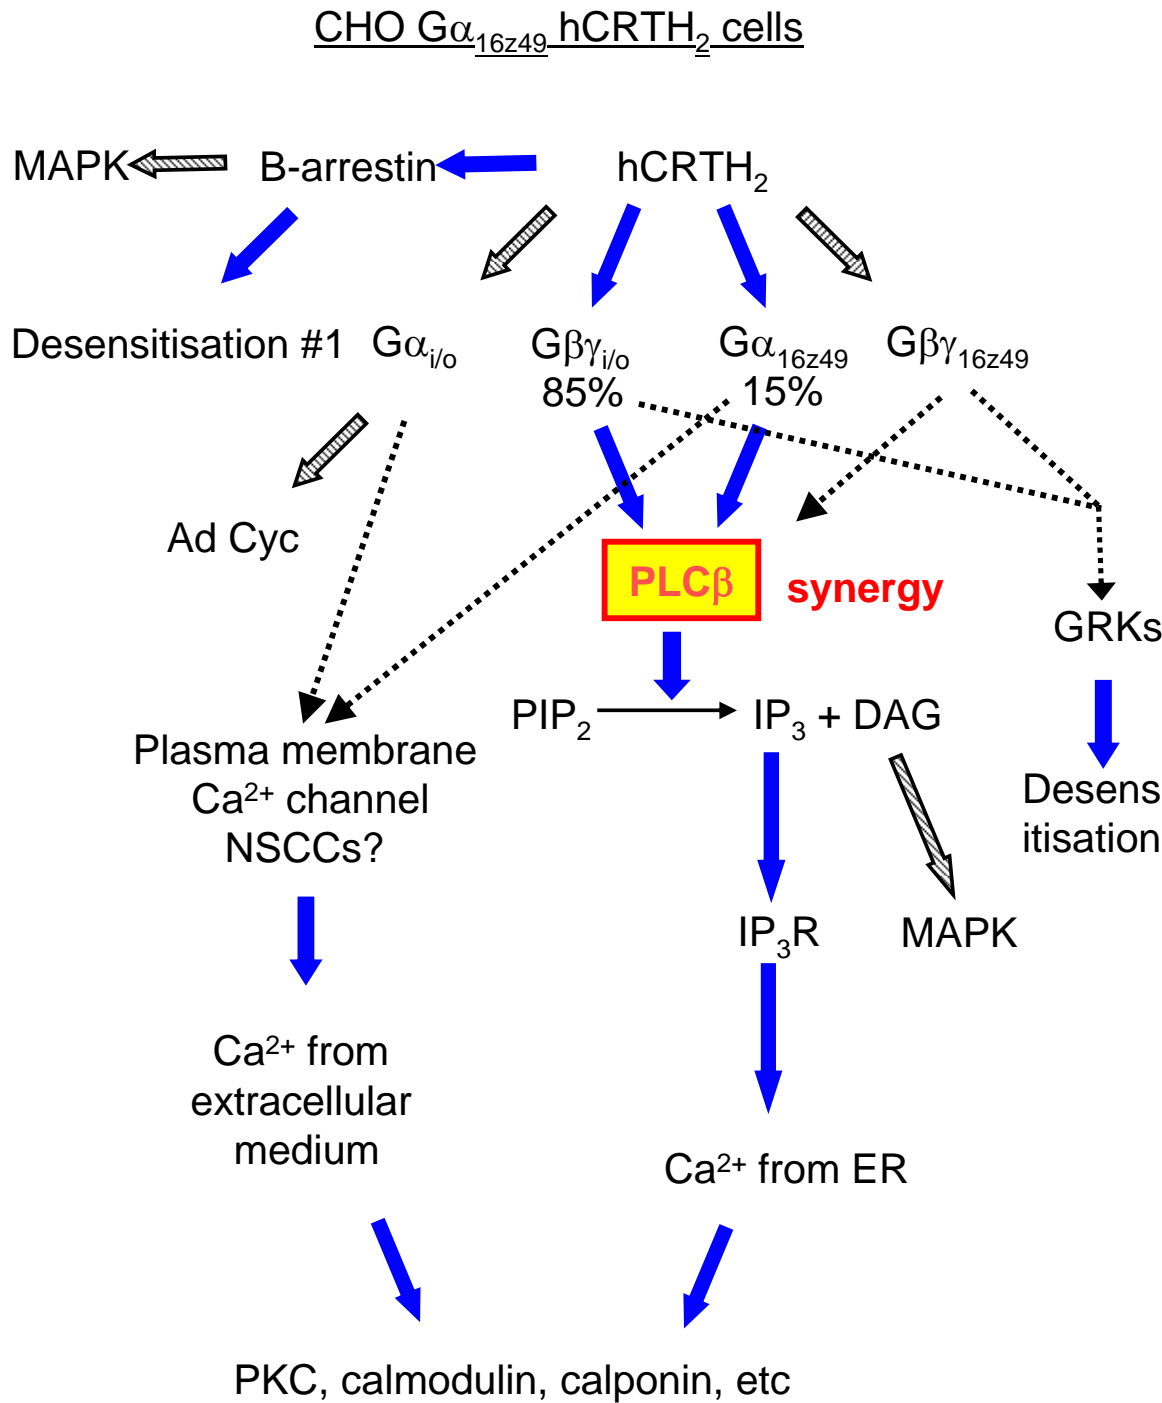 CHO Gα16z49 hCRTH2 cells
MAPK B-arrestin hCRTH2
Desensitisation #1 Gαi/o Gβγi/o Gα16z49 Gβγ16z49
85% 15%
Ad Cyc
PLCβ synergy
GRKs
PIP2 IP3 + DAG
Plasma membrane
Ca2+ channel
NSCCs?
Desens
itisation
IP3R MAPK
Ca2+ from
extracellular
medium
Ca2+ from ER
PKC, calmodulin, calponin, etc